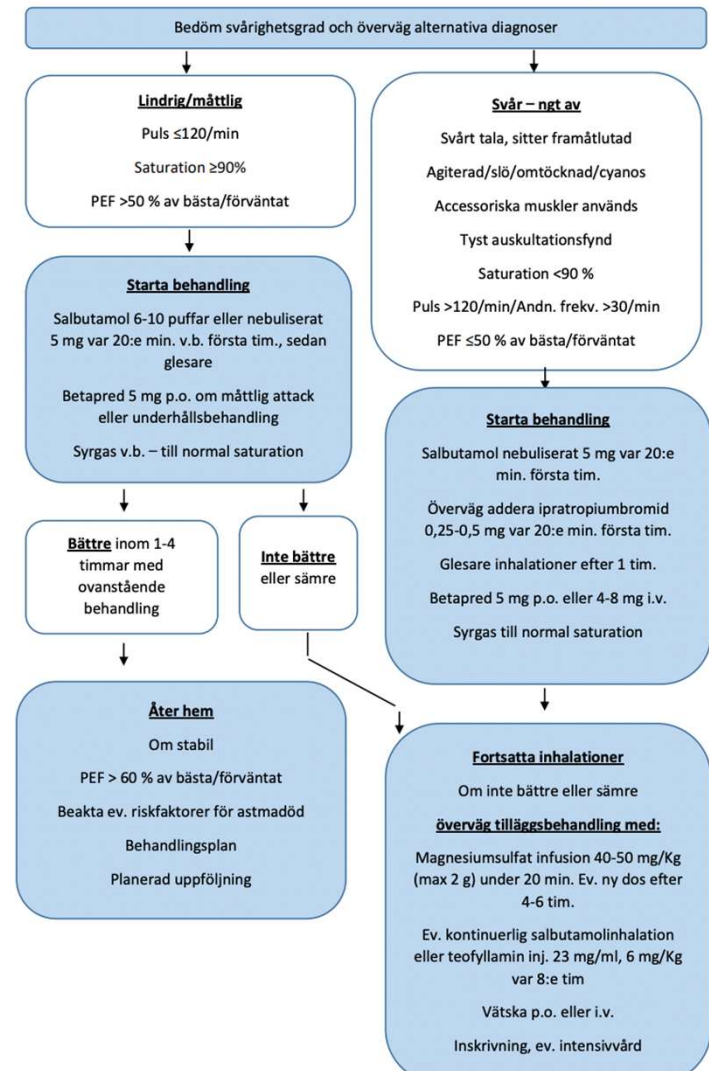 Bedöm svårighetsgrad och överväg alternativa diagnoser
Lindrig/måttlig
Puls ≤120/min
Saturation ≥90%
PEF >50 % av bästa/förväntat
Svår – ngt av
Svårt tala, sitter framåtlutad
Agiterad/slö/omtöcknad/cyanos
Accessoriska muskler används
Tyst auskultationsfynd
Saturation <90 %
Puls >120/min/Andn. frekv. >30/min
PEF ≤50 % av bästa/förväntat
Starta behandling
Salbutamol 6-10 puffar eller nebuliserat
5 mg var 20:e min. v.b. första tim., sedan
glesare
Betapred 5 mg p.o. om måttlig attack
eller underhållsbehandling
Syrgas v.b. – till normal saturation
Starta behandling
Salbutamol nebuliserat 5 mg var 20:e
min. första tim.
Överväg addera ipratropiumbromid
0,25-0,5 mg var 20:e min. första tim.
Glesare inhalationer efter 1 tim.
Betapred 5 mg p.o. eller 4-8 mg i.v.
Syrgas till normal saturation
Bättre inom 1-4
timmar med
ovanstående
behandling
Inte bättre
eller sämre
Åter hem
Om stabil
PEF > 60 % av bästa/förväntat
Beakta ev. riskfaktorer för astmadöd
Behandlingsplan
Planerad uppföljning
Fortsatta inhalationer
Om inte bättre eller sämre
överväg tilläggsbehandling med:
Magnesiumsulfat infusion 40-50 mg/Kg
(max 2 g) under 20 min. Ev. ny dos efter
4-6 tim.
Ev. kontinuerlig salbutamolinhalation
eller teofyllamin inj. 23 mg/ml, 6 mg/Kg
var 8:e tim
Vätska p.o. eller i.v.
Inskrivning, ev. intensivvård